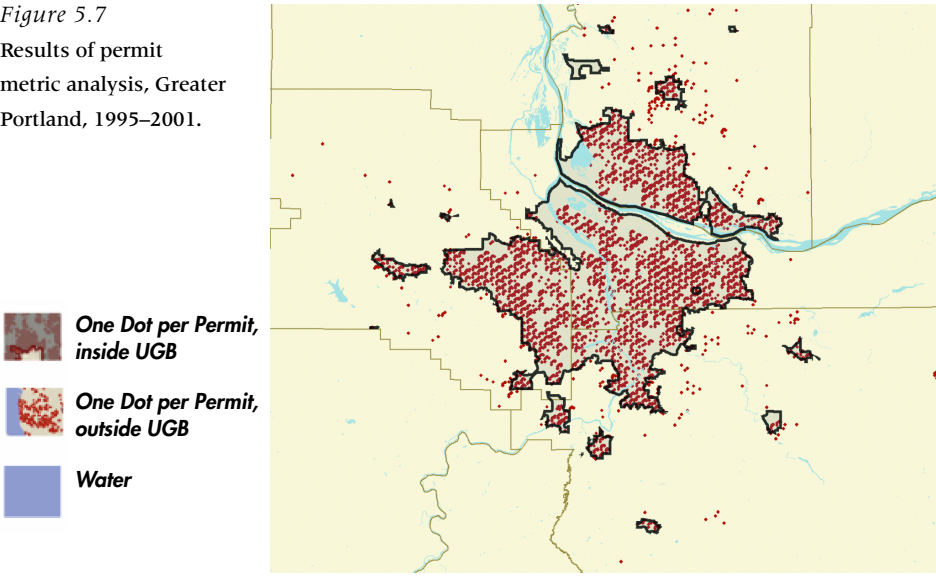 Figure 5.7
Results of permit
metric analysis, Greater
Portland, 1995–2001.
One Dot per Permit,
inside UGB
One Dot per Permit,
outside UGB
Water